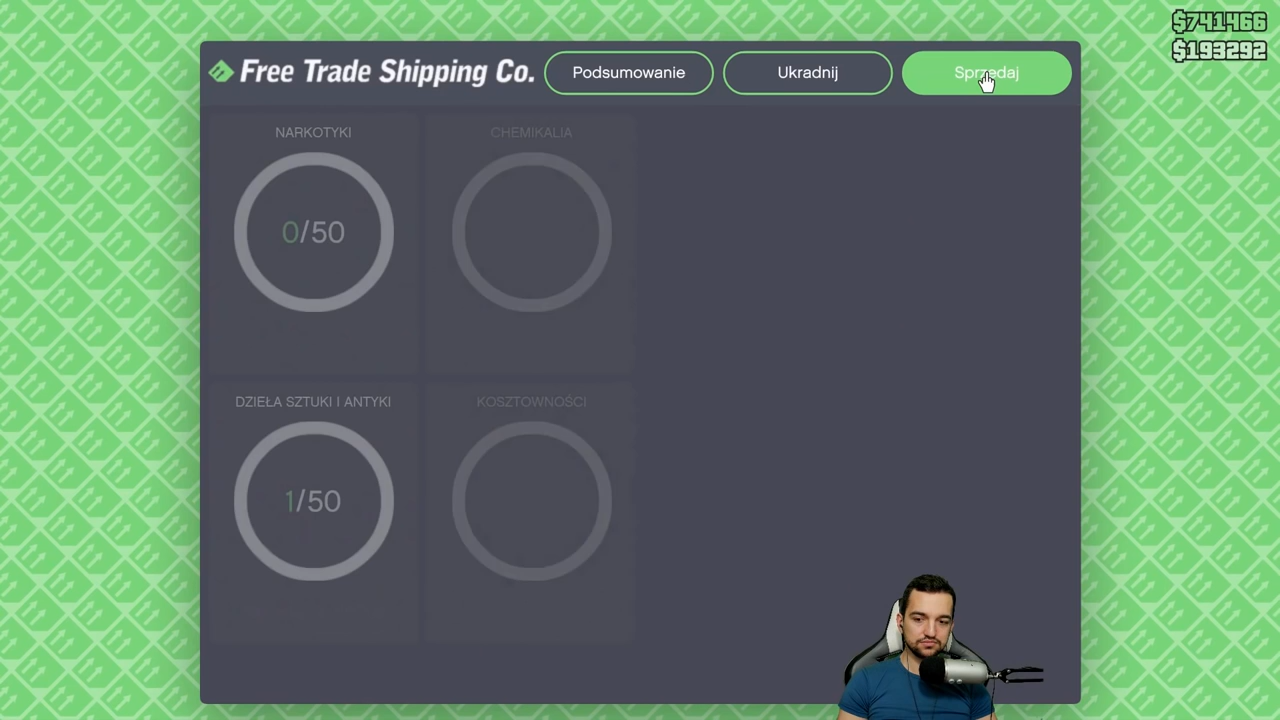 $741466
$193292
Free Trade Shipping Co.
Podsumowanie
Ukradnij
Sprzedaj
NARKOTYKI
CHEMIKALIA
0/50
DZIEŁA SZTUKI I ANTYKI
KOSZTOWNOŚCI
1/50